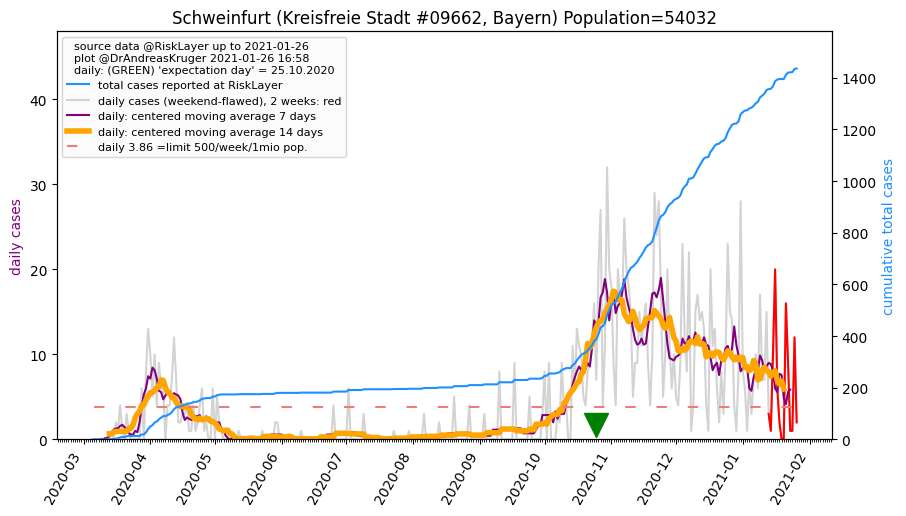 Schweinfurt (Kreisfreie Stadt #09662, Bayern) Population=54032
source data @RiskLayer up to 2021-01-26
plot @DrAndreasKruger 2021-01-26 16:58
daily: (GREEN) 'expectation day' = 25.10.2020
total cases reported at RiskLayer
daily cases (weekend-flawed), 2 weeks: red
daily: centered moving average 7 days
daily: centered moving average 14 days
daily 3.86 =limit 500/week/1mio pop.
daily cases
40
30
20
10
0
cumulative total cases
1400
1200
1000
800
600
400
200
0
2020-03
2020-04
2020-05
2020-06
2020-07
2020-08
2020-09
2020-10
2020-11
2020-12
2021-01
2021-02